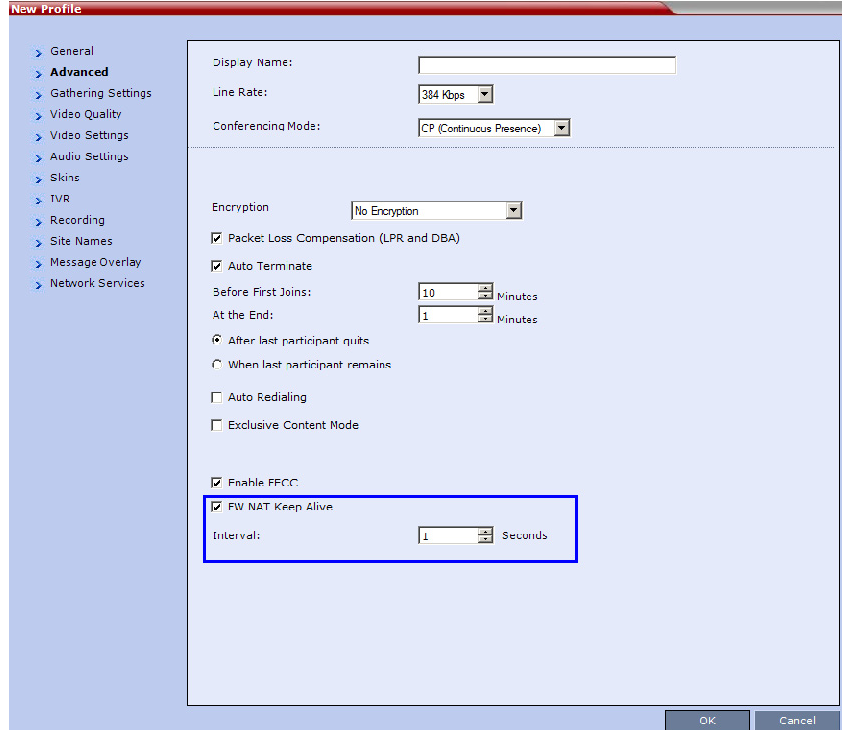 New Profile
General
Advanced
Gathering Settings
Video Quality
Video Settings
Audio Settings
Skins
IVR
Recording
Site Names
Message Overlay
Network Services
Display Name:
Line Rate:
384 Kbps
Conferencing Mode:
CP (Continuous Presence)
Encryption
No Encryption
Packet Loss Compensation (LPR and DBA)
Auto Terminate
Before First Joins:
10
Minutes
At the End:
1
Minutes
After last participant quits
When last participant remains
Auto Redialing
Exclusive Content Mode
Enable FECC
FW NAT Keep Alive
Interval:
1
Seconds
OK
Cancel